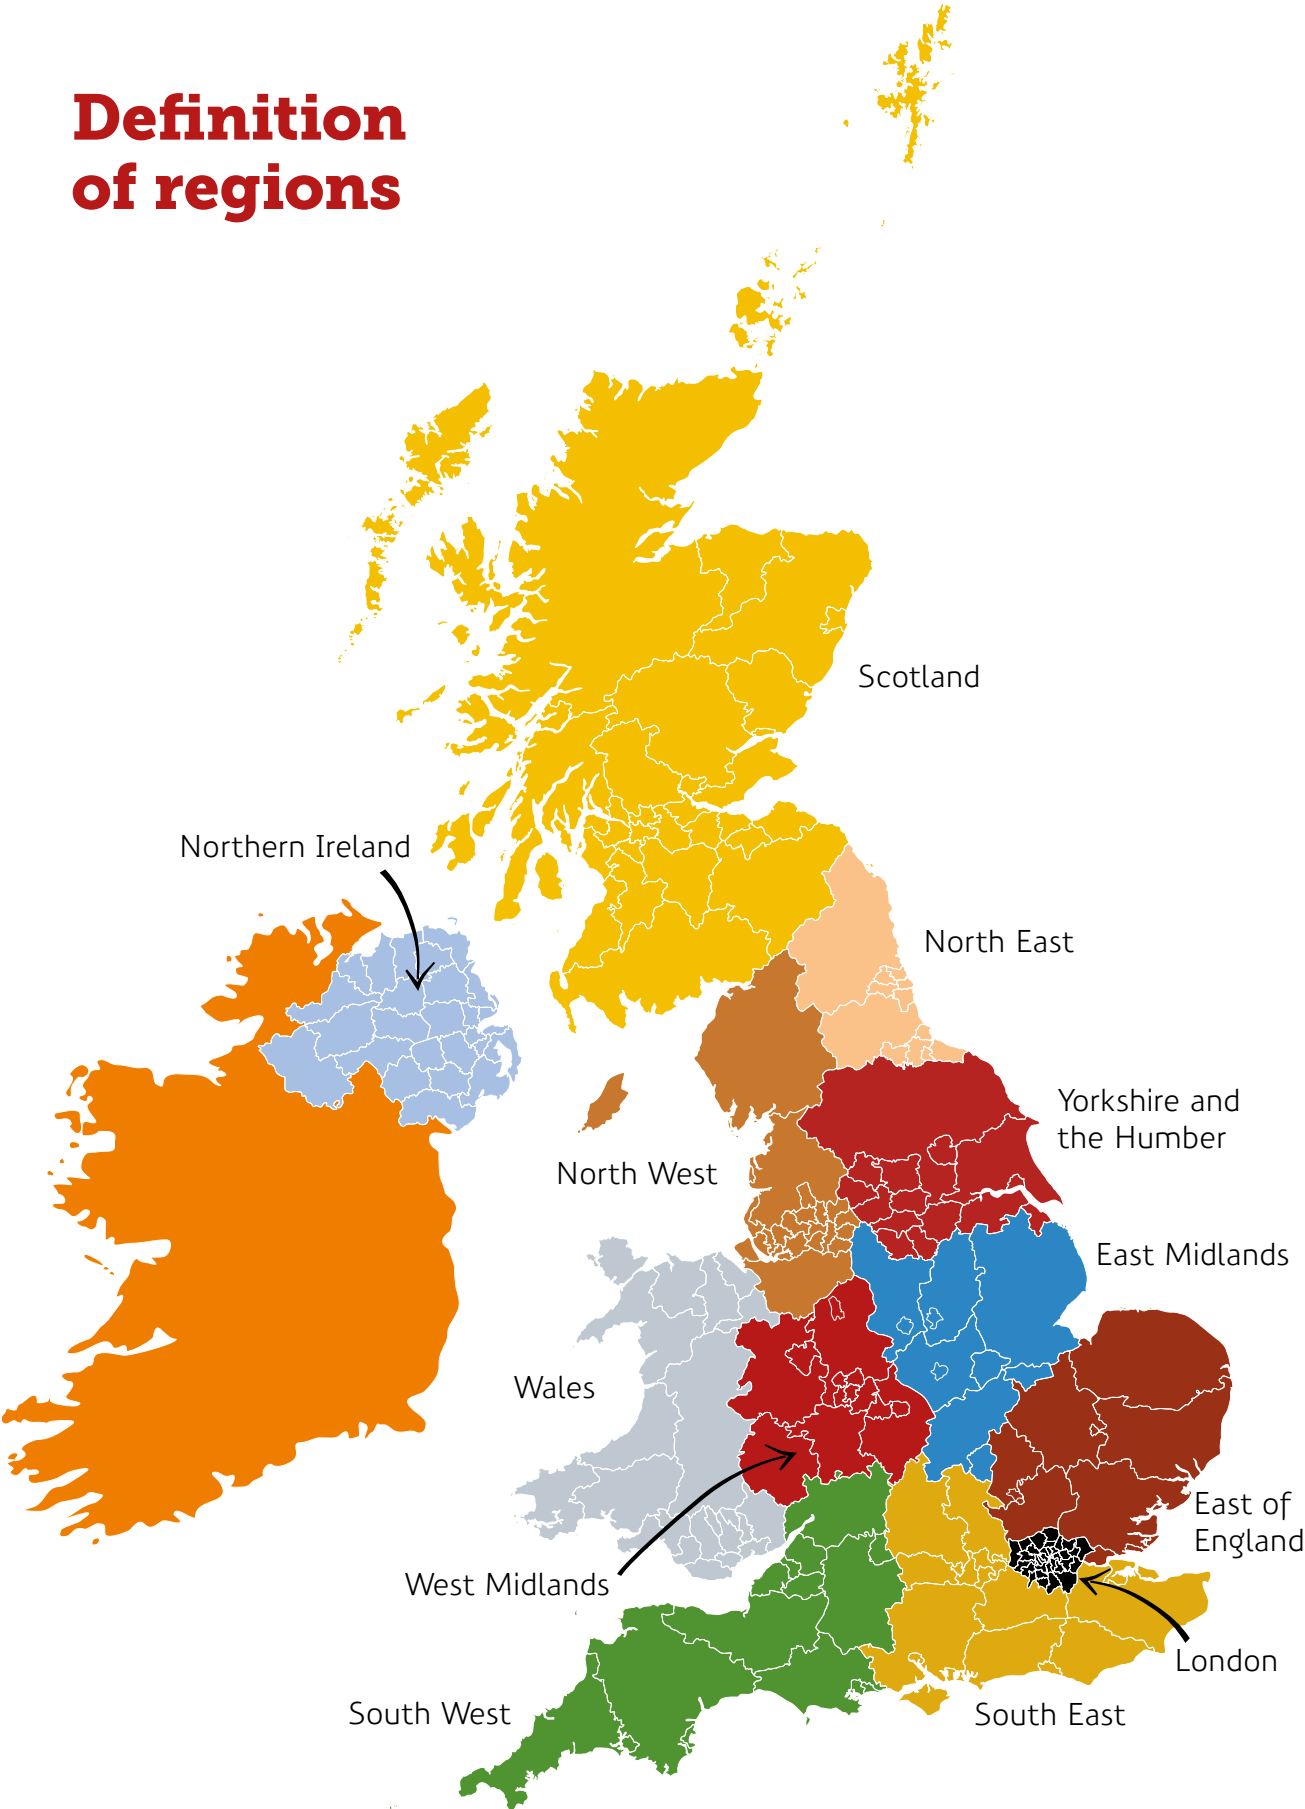 Definition
of regions
Scotland
Northern Ireland
North East
Yorkshire and
the Humber
North West
East Midlands
Wales
East of
England
West Midlands
London
South West
South East